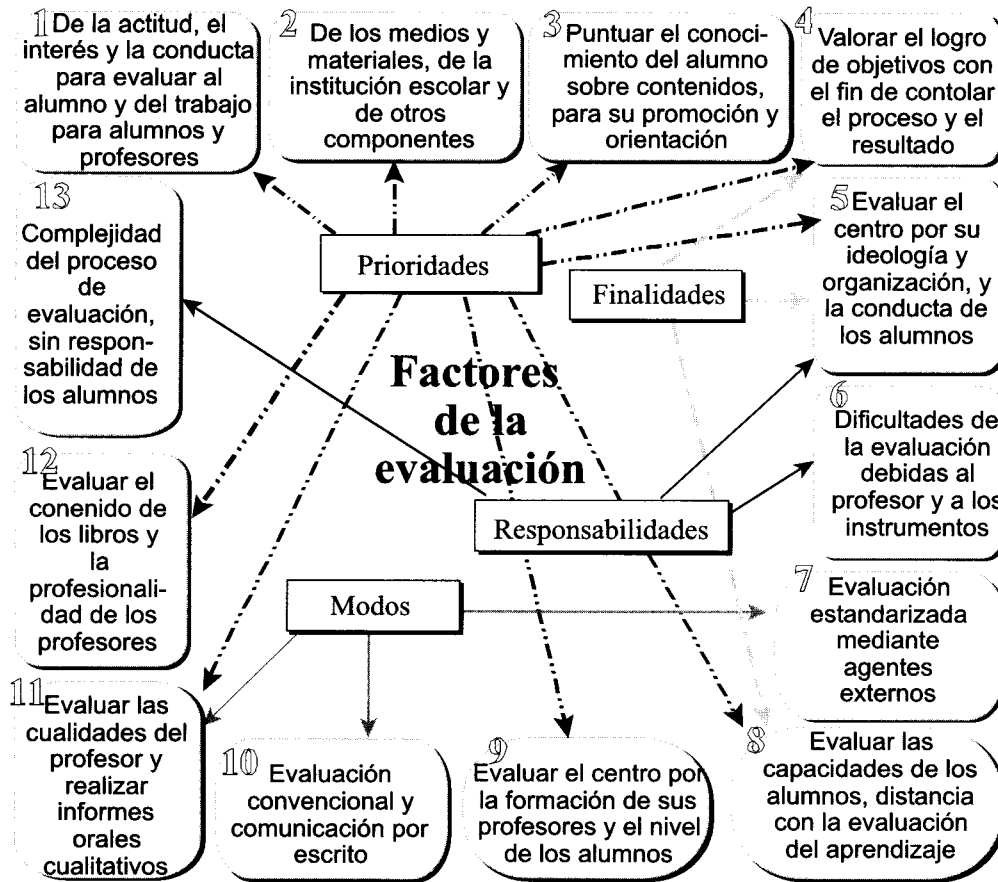 1
De la actitud, el
interés y la conducta
para evaluar al
alumno y del trabajo
para alumnos y
profesores
2
De los medios y
materiales, de la
institución escolar y
de otros
componentes
3
Puntuar el conoci-
miento del alumno
sobre contenidos,
para su promoción y
orientación
4
Valorar el logro
de objetivos con
el fin de contolar
el proceso y el
resultado
13
Complejidad
del proceso
de
evaluación,
sin respon-
sabilidad de
los alumnos
Prioridades
Finalidades
5
Evaluar el
centro por su
ideología y
organización, y
la conducta de
los alumnos
Factores
de la
evaluación
6
Dificultades de
la evaluación
debidas al
profesor y a los
instrumentos
12
Evaluar el
conenido de
los libros y
la
profesionali-
dad de los
profesores
Responsabilidades
Modos
7
Evaluación
estandarizada
mediante
agentes
externos
11
Evaluar las
cualidades del
profesor y
realizar
informes
orales
cualitativos
10
Evaluación
convencional y
comunicación por
escrito
9
Evaluar el centro por
la formación de sus
profesores y el nivel
de los alumnos
8
Evaluar las
capacidades de los
alumnos, distancia
con la evaluación
del aprendizaje